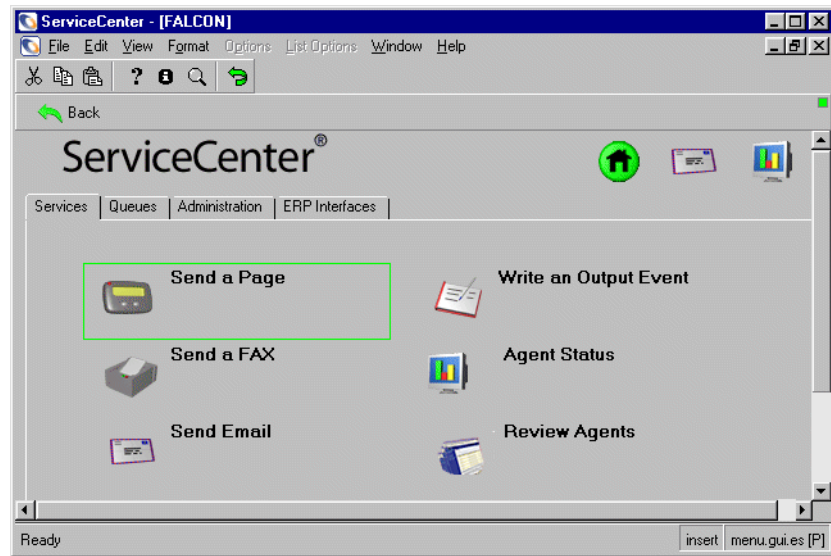 ServiceCenter - [FALCON]
File Edit View Format Options List Options Window Help
Back
ServiceCenter®
Services Queues Administration ERP Interfaces
Send a Page Write an Output Event
Send a FAX Agent Status
Send Email Review Agents
Ready insert menu.gui.es [P]